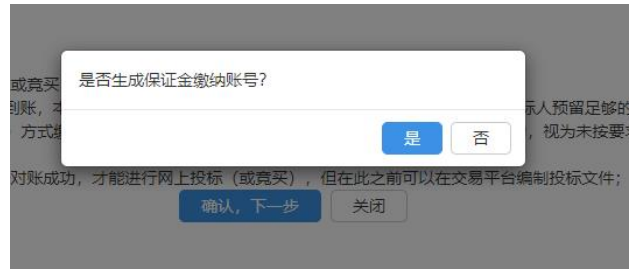 是否生成保证金缴纳账号?
是 否
或竞买
到账，
示人预留足够的
方式
，视为未按要求
对账成功，才能进行网上投标（或竞买），但在此之前可以在交易平台编制投标文件；
确认，下一步 关闭